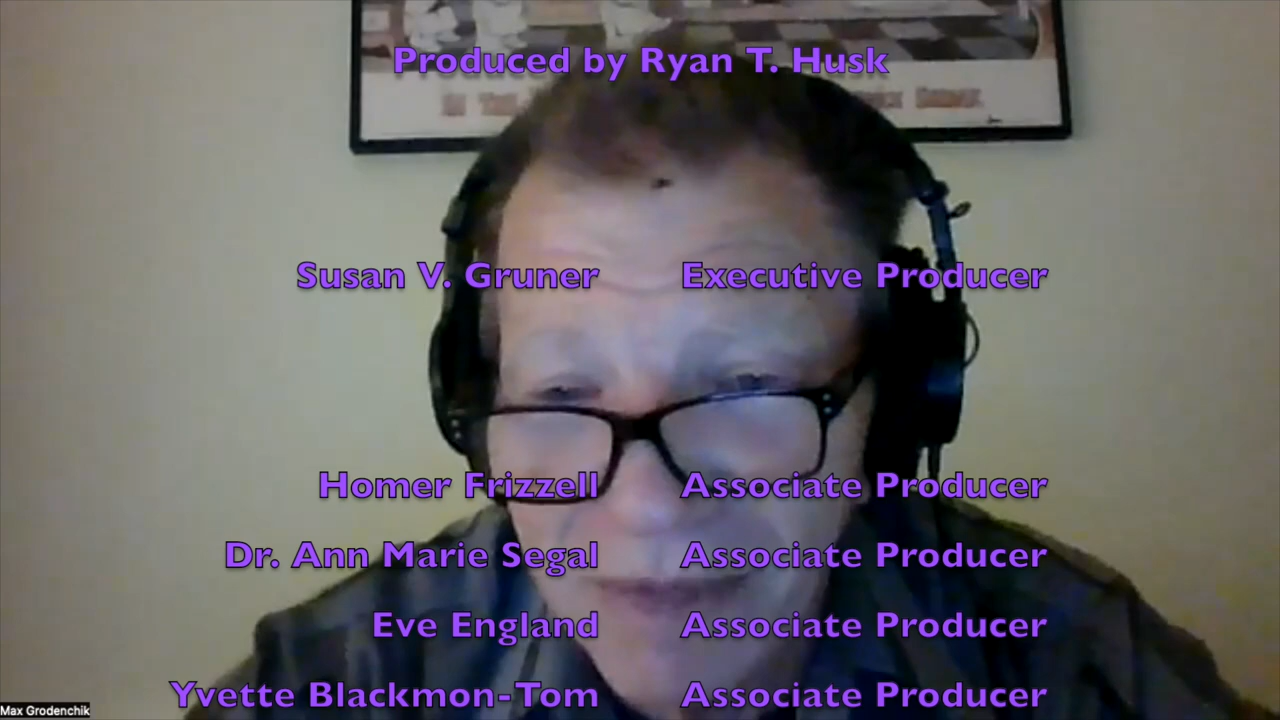 Produced by Ryan T. Husk
Susan V. Gruner Executive Producer
Homer Frizzell Associate Producer
Dr. Ann Marie Segal Associate Producer
Eve England Associate Producer
Yvette Blackmon-Tom Associate Producer
Max Grodenchik